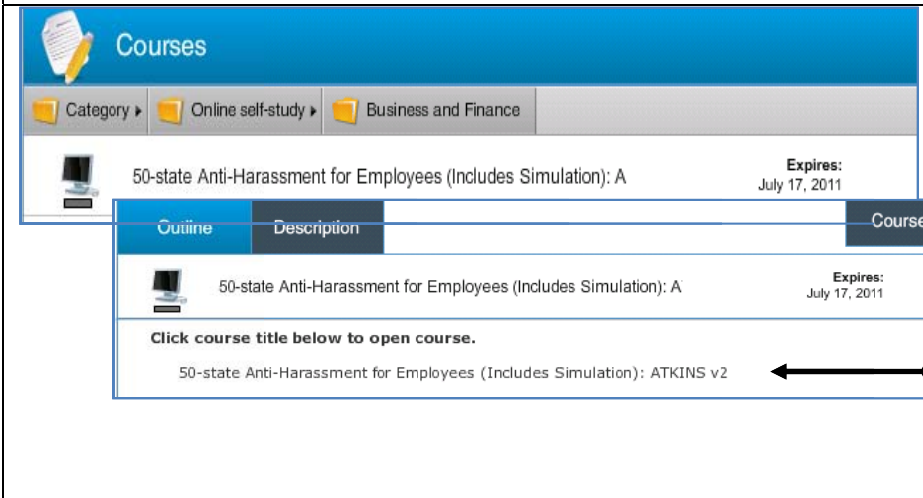 Courses
Category Online self-study Business and Finance
50-state Anti-Harassment for Employees (Includes Simulation): A
Expires:
July 17, 2011
Outline Description Course
50-state Anti-Harassment for Employees (Includes Simulation): A
Expires:
July 17, 2011
Click course title below to open course.
50-state Anti-Harassment for Employees (Includes Simulation): ATKINS v2